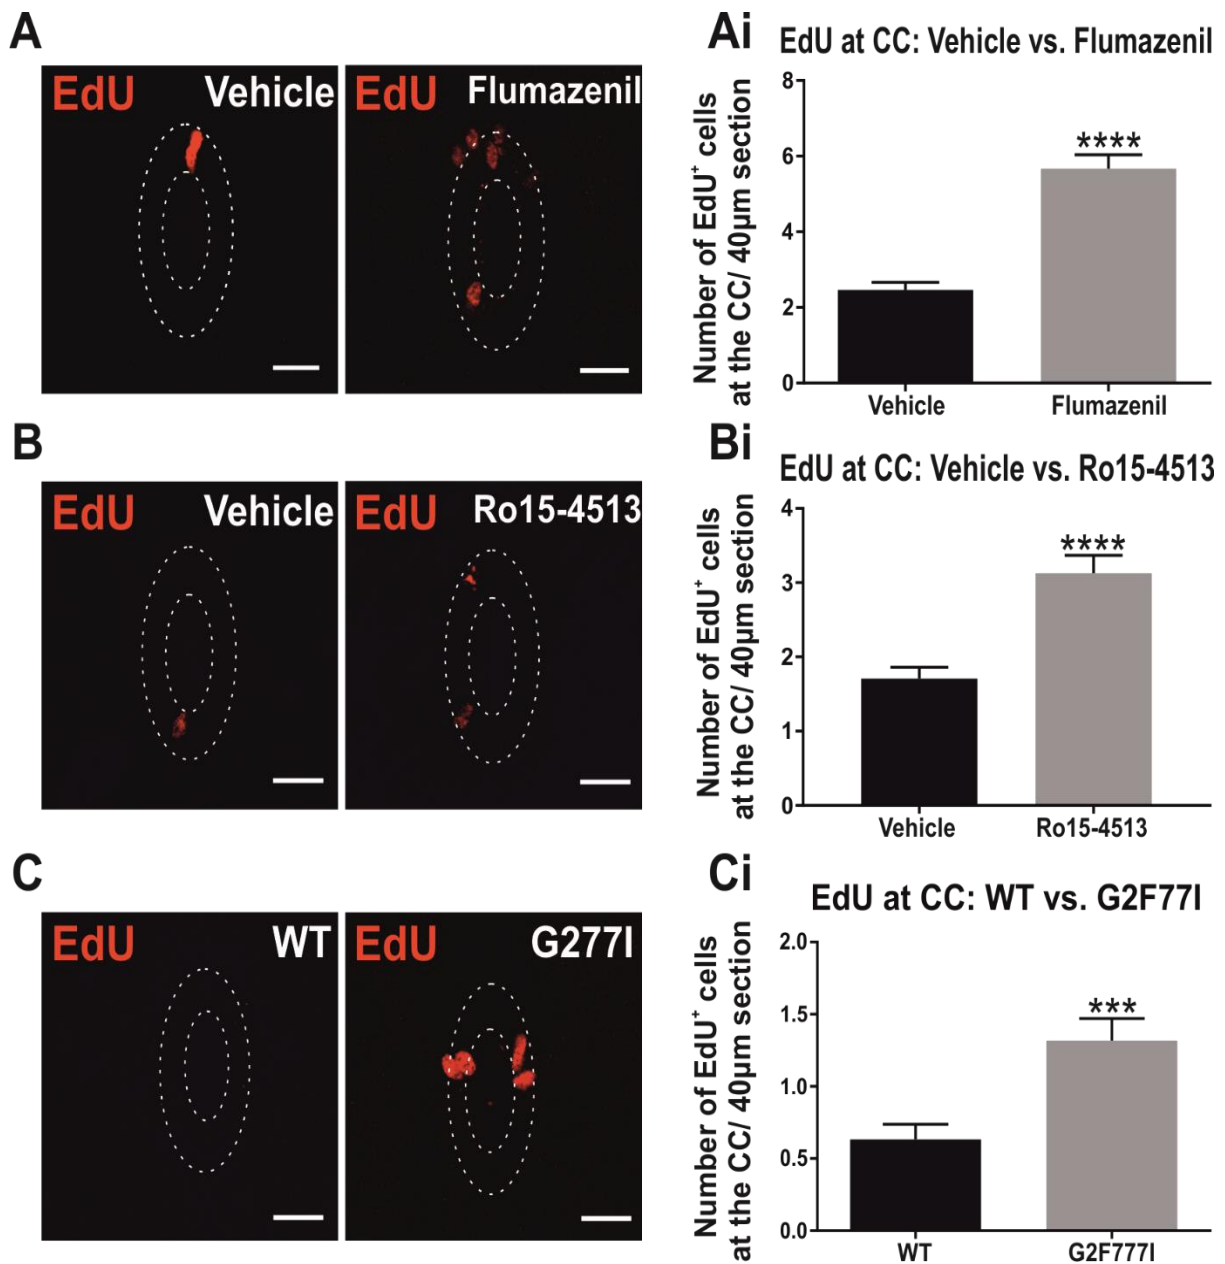 A
EdU Vehicle
EdU Flumazenil
Ai
EdU at CC: Vehicle vs. Flumazenil
Number of EdU⁺ cells
at the CC/ 40µm section
8
6
4
2
0
****
Vehicle Flumazenil
B
EdU Vehicle
EdU Ro15-4513
Bi
EdU at CC: Vehicle vs. Ro15-4513
Number of EdU⁺ cells
at the CC/ 40µm section
4
3
2
1
0
****
Vehicle Ro15-4513
C
EdU WT
EdU G277I
Ci
EdU at CC: WT vs. G2F77I
Number of EdU⁺ cells
at the CC/ 40µm section
2.0
1.5
1.0
0.5
0.0
***
WT G2F777I